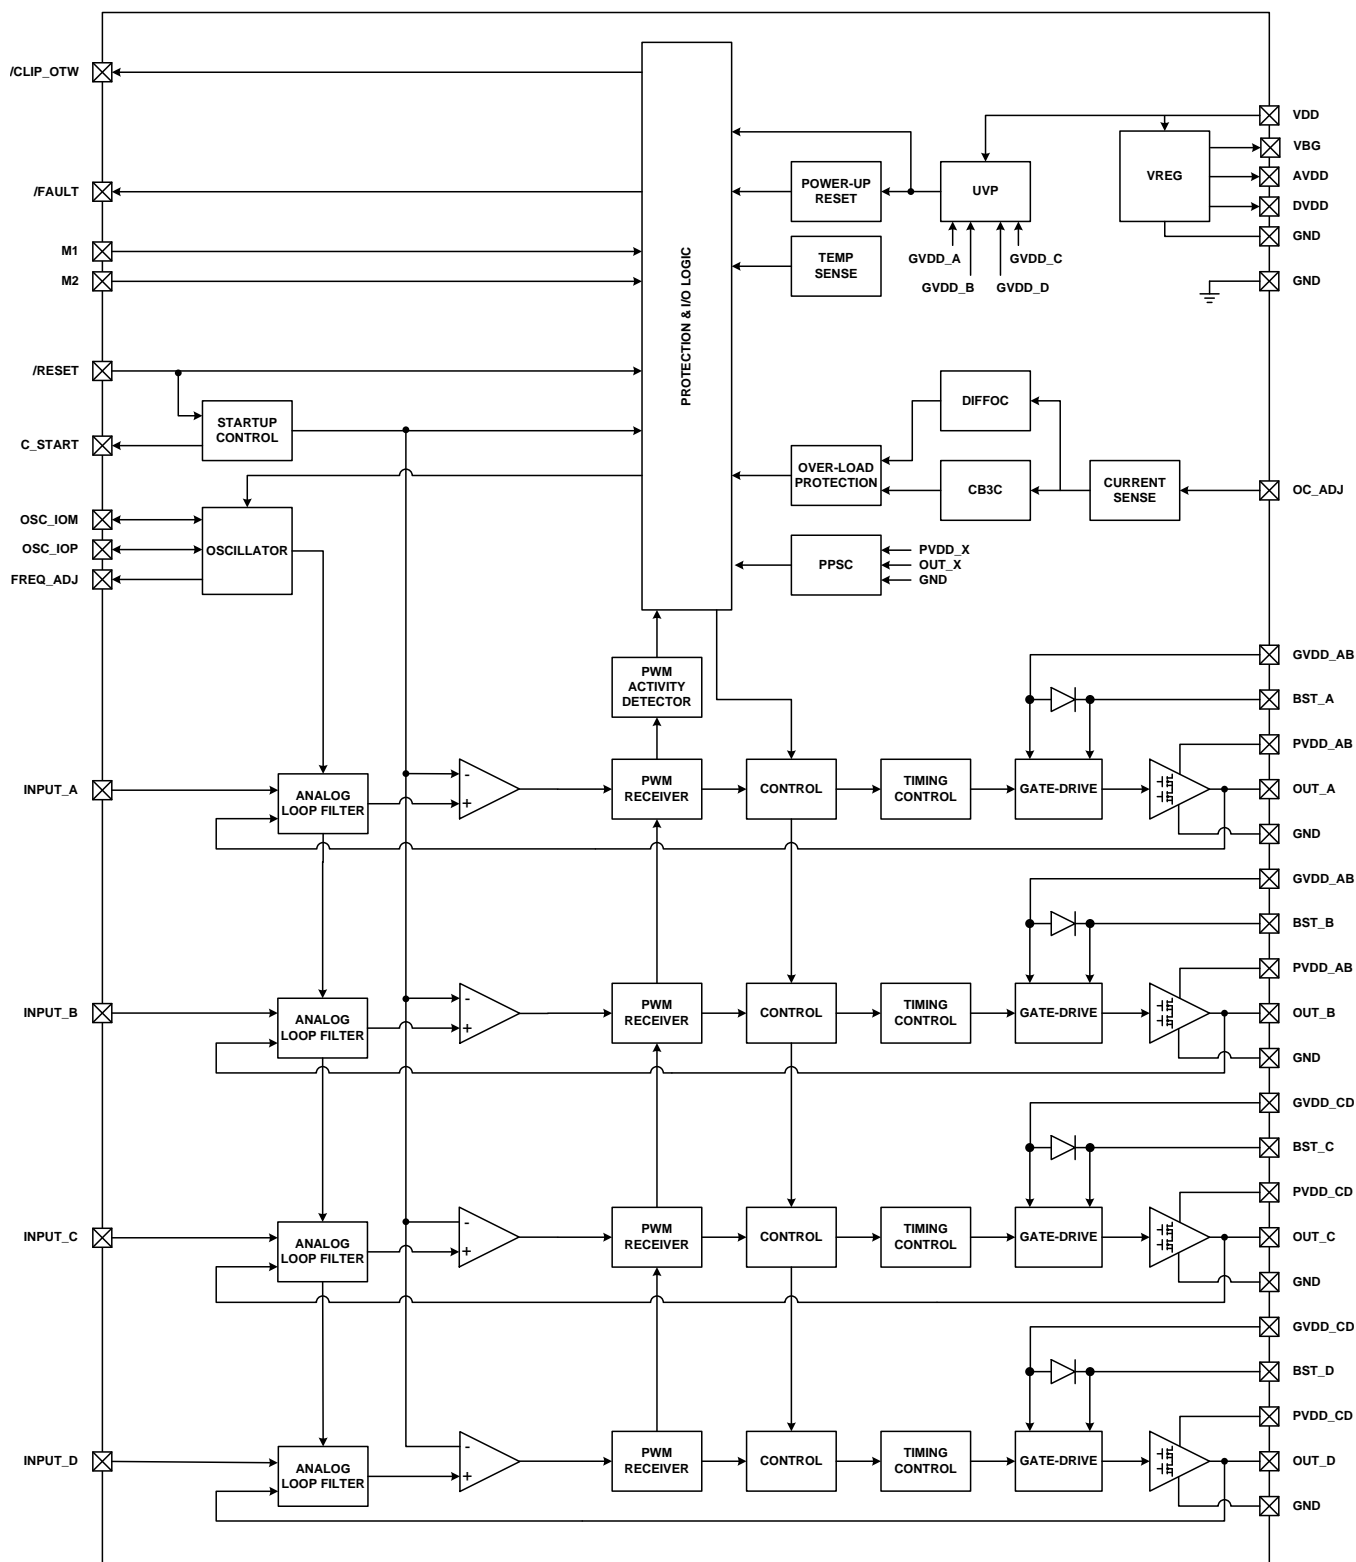 /CLIP_OTW
VDD
VBG
POWER-UP
RESET
UVP
VREG
AVDD
/FAULT
DVDD
M1
GND
TEMP
SENSE
GVDD_A
GVDD_C
M2
GVDD_B
GVDD_D
GND
PROTECTION & I/O LOGIC
/RESET
STARTUP
CONTROL
DIFFOC
C_START
OVER-LOAD
PROTECTION
CB3C
CURRENT
SENSE
OC_ADJ
OSC_IOM
OSC_IOP
OSCILLATOR
FREQ_ADJ
PPSC
PVDD_X
OUT_X
GND
PWM
ACTIVITY
DETECTOR
GVDD_AB
BST_A
PVDD_AB
INPUT_A
ANALOG
LOOP FILTER
-
+
PWM
RECEIVER
CONTROL
TIMING
CONTROL
GATE-DRIVE
OUT_A
GND
GVDD_AB
BST_B
PVDD_AB
INPUT_B
ANALOG
LOOP FILTER
-
+
PWM
RECEIVER
CONTROL
TIMING
CONTROL
GATE-DRIVE
OUT_B
GND
GVDD_CD
BST_C
PVDD_CD
INPUT_C
ANALOG
LOOP FILTER
-
+
PWM
RECEIVER
CONTROL
TIMING
CONTROL
GATE-DRIVE
OUT_C
GND
GVDD_CD
BST_D
PVDD_CD
INPUT_D
ANALOG
LOOP FILTER
-
+
PWM
RECEIVER
CONTROL
TIMING
CONTROL
GATE-DRIVE
OUT_D
GND